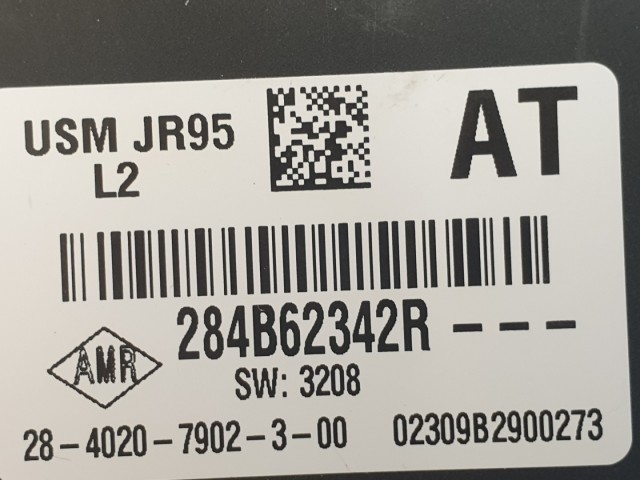 USM JR95
L2
AT
284B62342R - - -
AMR
SW: 3208
28-4020-7902-3-00
02309B2900273